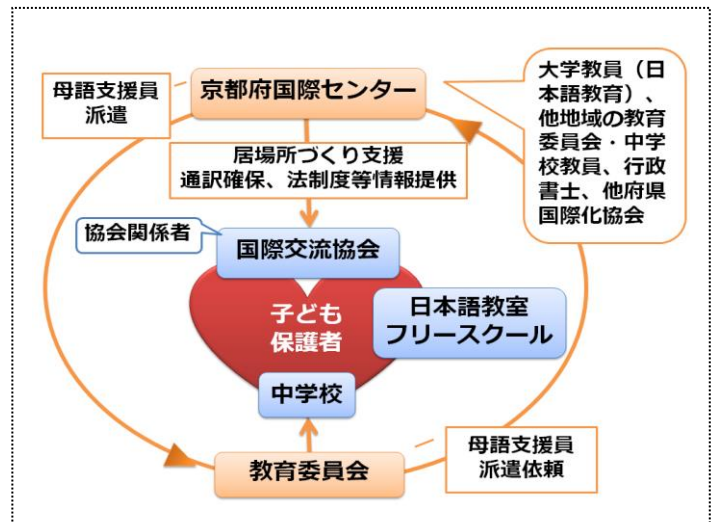 母語支援員
派遣
京都府国際センター
大学教員（日
本語教育）、
他地域の教育
委員会・中学
校教員、行政
書士、他府県
国際化協会
居場所づくり支援
通訳確保、法制度等情報提供
協会関係者
国際交流協会
子ども
保護者
日本語教室
フリースクール
中学校
教育委員会
母語支援員
派遣依頼